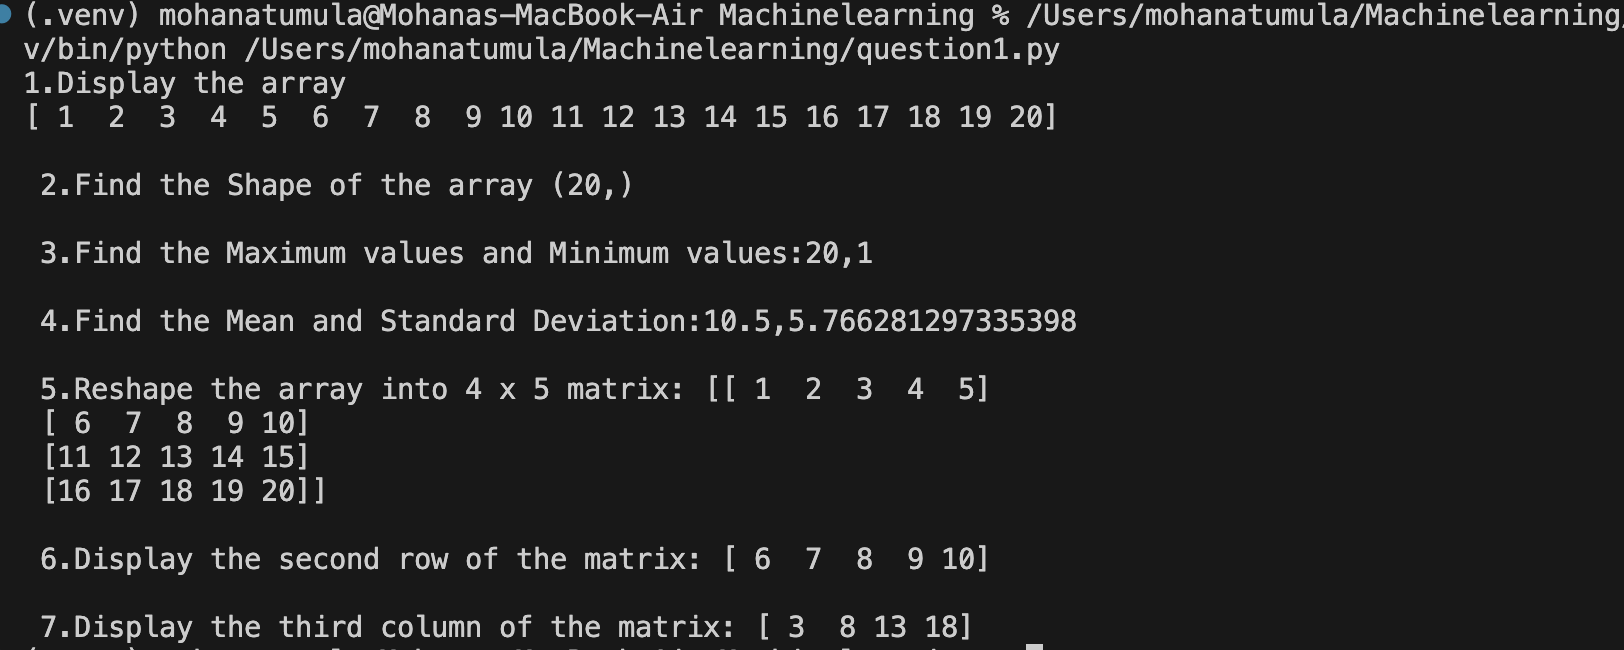 (.venv) mohanatumula@Mohanas-MacBook-Air Machinelearning % /Users/mohanatumula/Machinelearning/
v/bin/python /Users/mohanatumula/Machinelearning/question1.py
1.Display the array
[ 1  2  3  4  5  6  7  8  9 10 11 12 13 14 15 16 17 18 19 20]
2.Find the Shape of the array (20,)
3.Find the Maximum values and Minimum values:20,1
4.Find the Mean and Standard Deviation:10.5,5.766281297335398
5.Reshape the array into 4 x 5 matrix: [[ 1  2  3  4  5]
[ 6  7  8  9 10]
[11 12 13 14 15]
[16 17 18 19 20]]
6.Display the second row of the matrix: [ 6  7  8  9 10]
7.Display the third column of the matrix: [ 3  8 13 18]